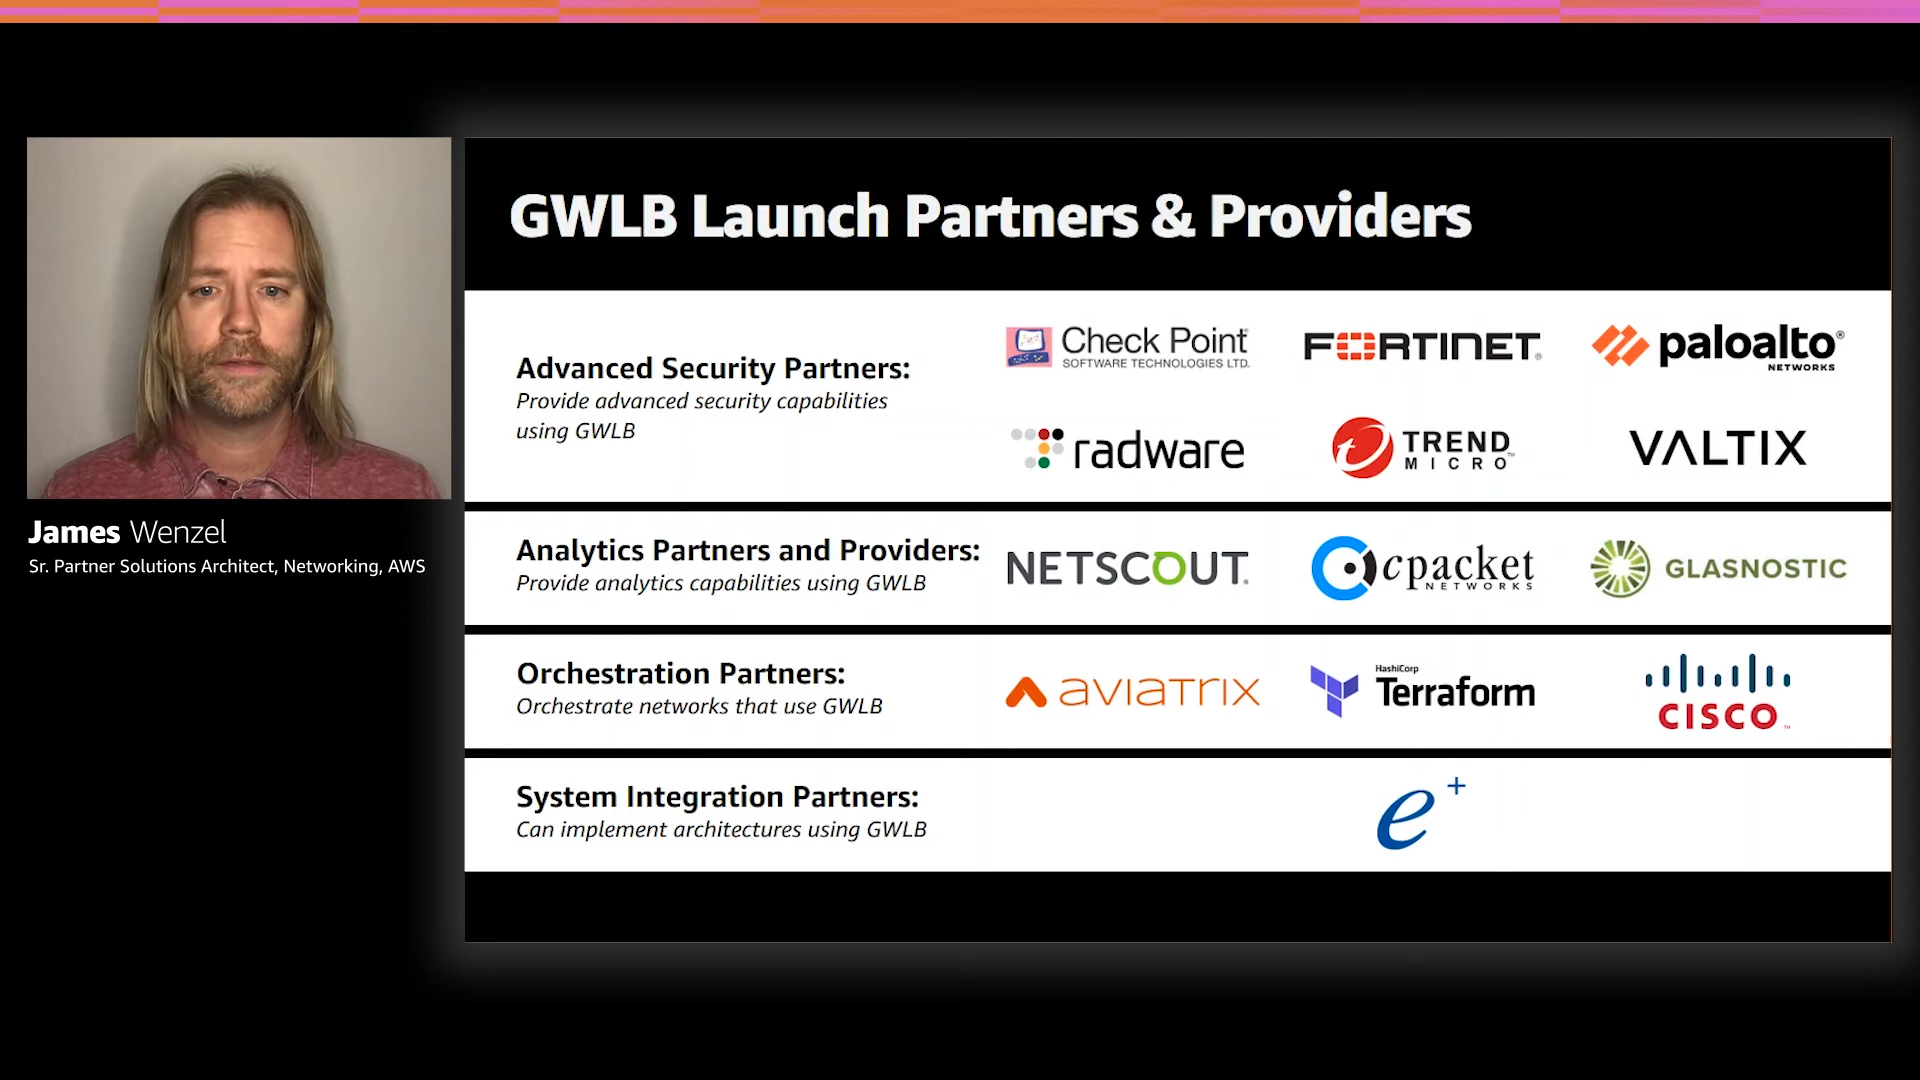 James Wenzel
Sr. Partner Solutions Architect, Networking, AWS
GWLB Launch Partners & Providers
Advanced Security Partners:
Provide advanced security capabilities
using GWLB
Check Point
SOFTWARE TECHNOLOGIES LTD.
FORTINET®
paloalto®
NETWORKS
radware
TREND
MICRO™
VALTIX
Analytics Partners and Providers:
Provide analytics capabilities using GWLB
NETSCOUT.
cpacket
NETWORKS
GLASNOSTIC
Orchestration Partners:
Orchestrate networks that use GWLB
aviatrix
HashiCorp
Terraform
CISCO™
System Integration Partners:
Can implement architectures using GWLB
e+